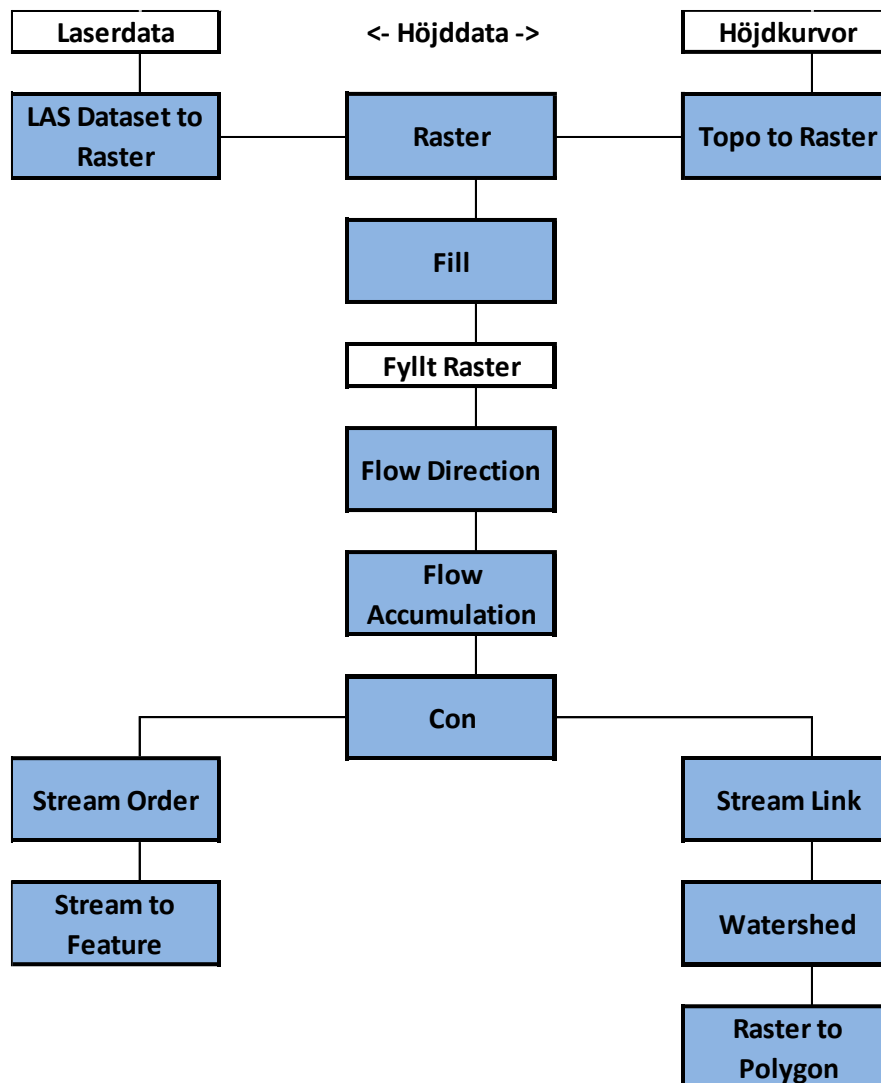 Laserdata
<- Höjddata ->
Höjdkurvor
LAS Dataset to
Raster
Raster
Topo to Raster
Fill
Fyllt Raster
Flow Direction
Flow
Accumulation
Con
Stream Order
Stream Link
Stream to
Feature
Watershed
Raster to
Polygon